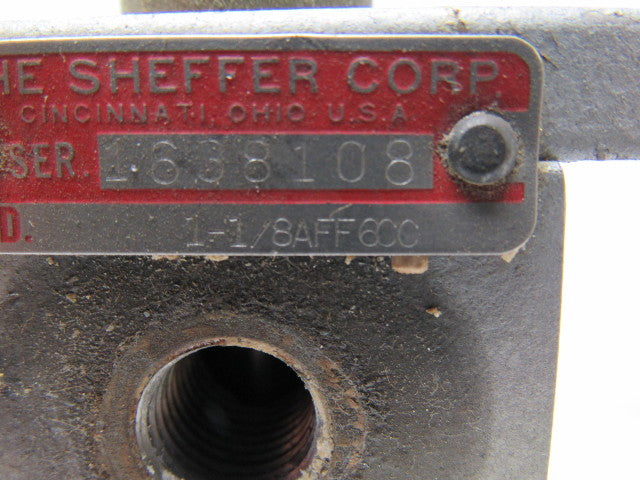 HE SHEFFER CORP.
CINCINNATI, OHIO U.S.A.
SER. 1638108
D. 1-1/8AFF6CC